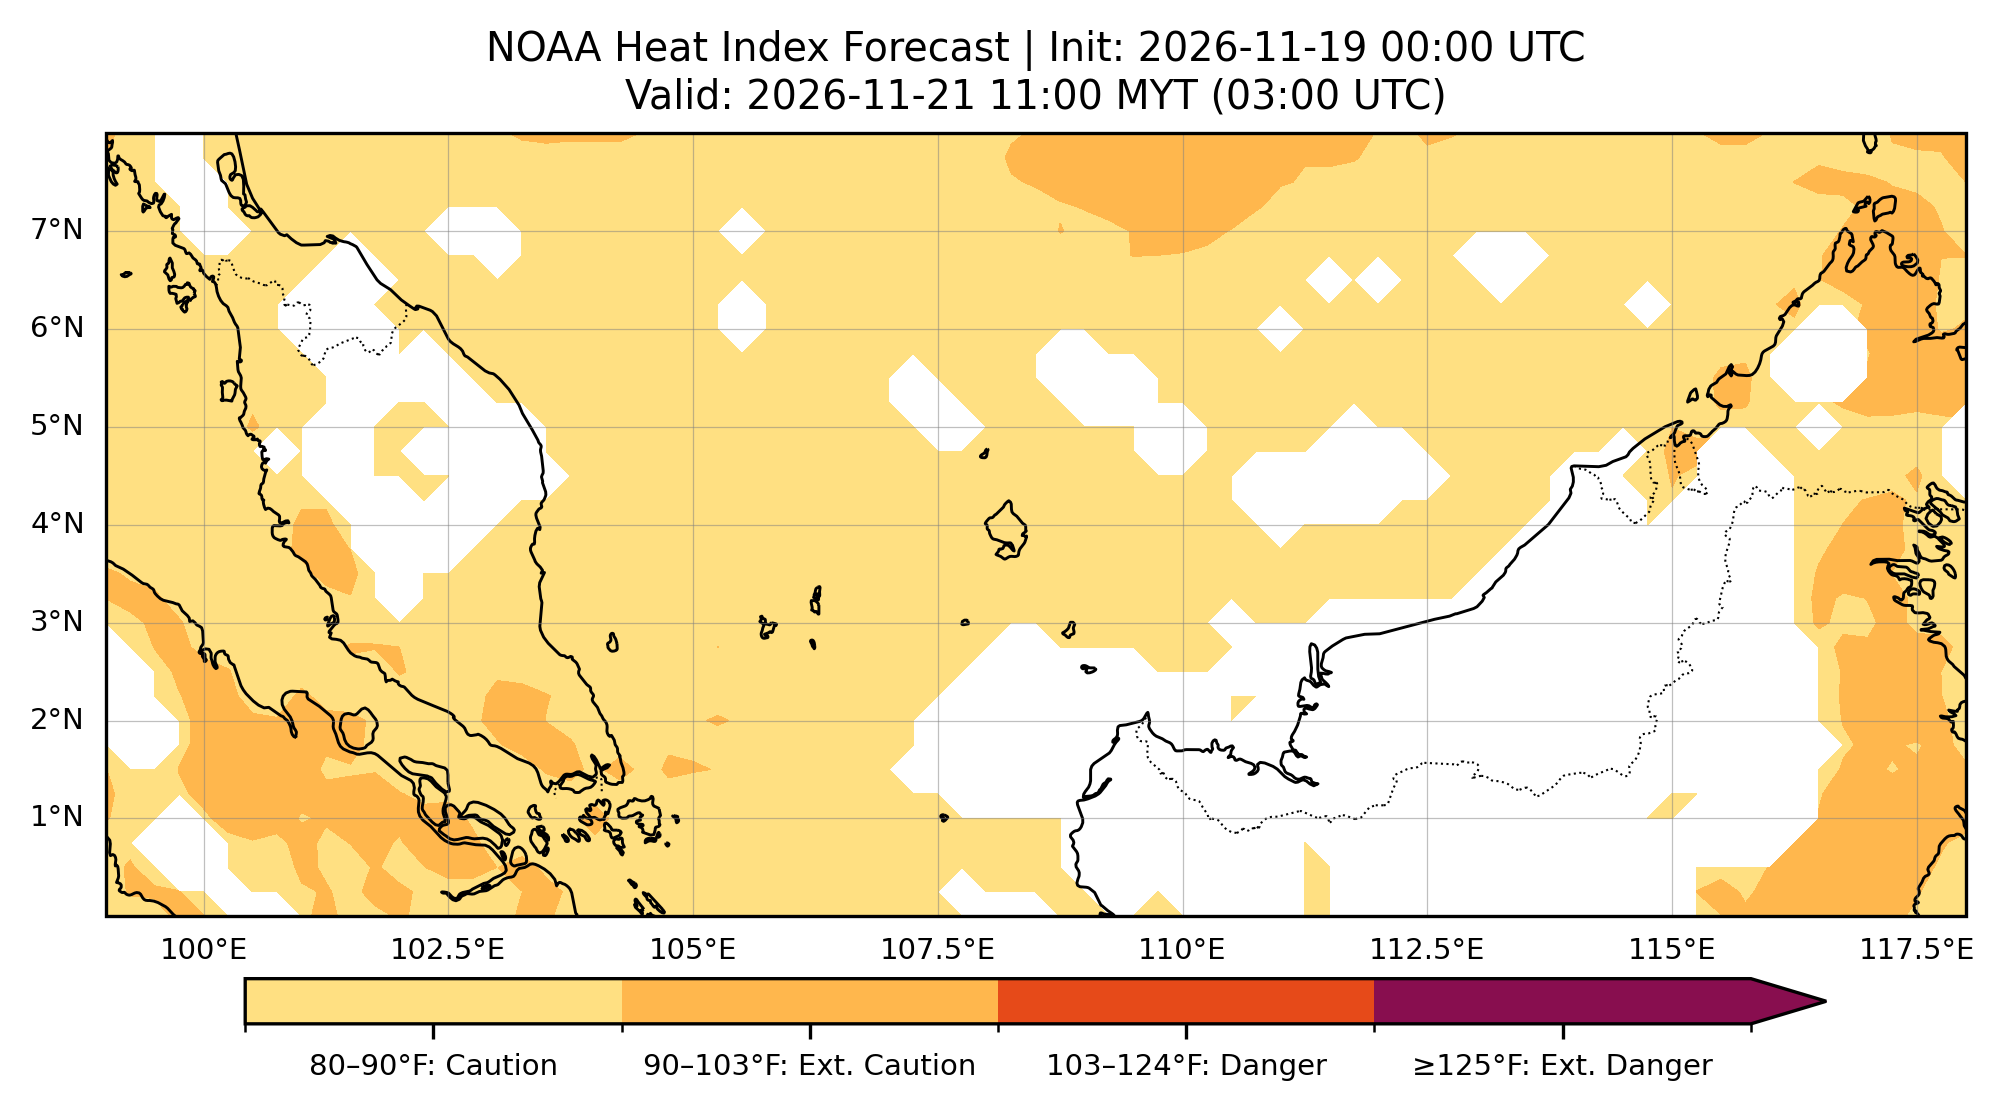 NOAA Heat Index Forecast | Init: 2026-11-19 00:00 UTC
Valid: 2026-11-21 11:00 MYT (03:00 UTC)
7°N
6°N
5°N
4°N
3°N
2°N
1°N
100°E
102.5°E
105°E
107.5°E
110°E
112.5°E
115°E
117.5°E
80–90°F: Caution
90–103°F: Ext. Caution
103–124°F: Danger
≥125°F: Ext. Danger